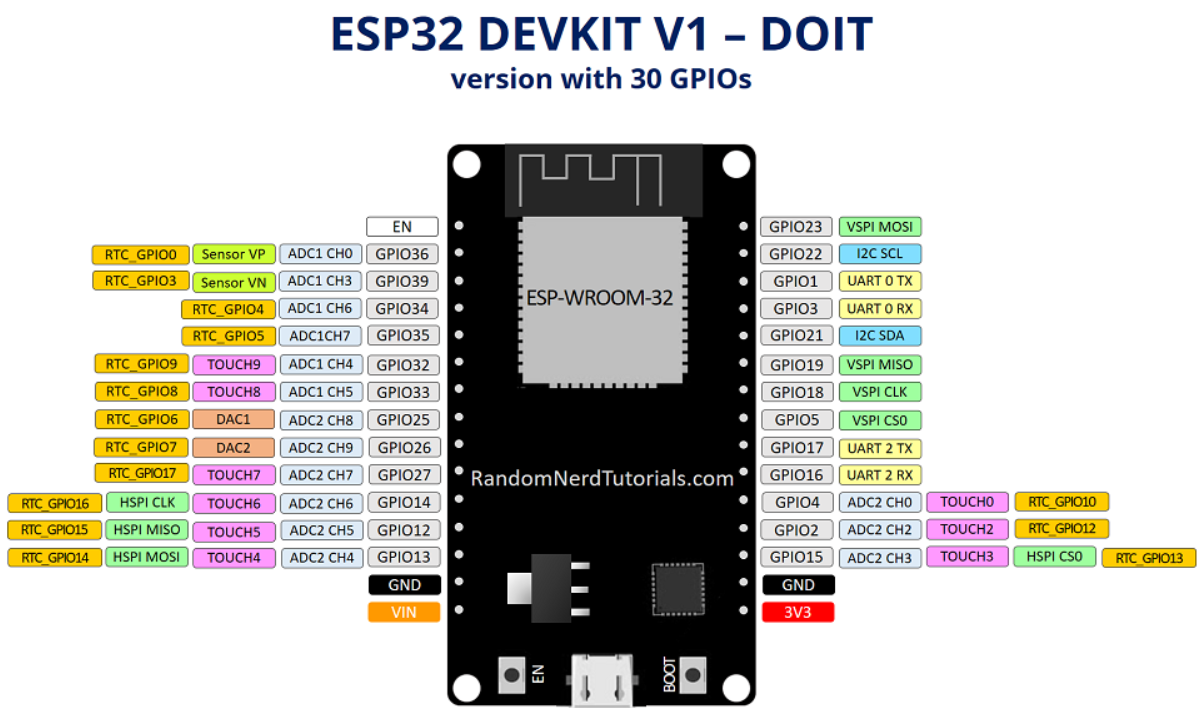 ESP32 DEVKIT V1 – DOIT
version with 30 GPIOs
EN
GPIO23 VSPI MOSI
RTC_GPIO0 Sensor VP ADC1 CH0 GPIO36
GPIO22 I2C SCL
RTC_GPIO3 Sensor VN ADC1 CH3 GPIO39
GPIO1 UART 0 TX
RTC_GPIO4 ADC1 CH6 GPIO34
ESP-WROOM-32
GPIO3 UART 0 RX
RTC_GPIO5 ADC1CH7 GPIO35
GPIO21 I2C SDA
RTC_GPIO9 TOUCH9 ADC1 CH4 GPIO32
GPIO19 VSPI MISO
RTC_GPIO8 TOUCH8 ADC1 CH5 GPIO33
GPIO18 VSPI CLK
RTC_GPIO6 DAC1 ADC2 CH8 GPIO25
GPIO5 VSPI CS0
RTC_GPIO7 DAC2 ADC2 CH9 GPIO26
GPIO17 UART 2 TX
RTC_GPIO17 TOUCH7 ADC2 CH7 GPIO27
RandomNerdTutorials.com
GPIO16 UART 2 RX
RTC_GPIO16 HSPI CLK TOUCH6 ADC2 CH6 GPIO14
GPIO4 ADC2 CH0 TOUCH0 RTC_GPIO10
RTC_GPIO15 HSPI MISO TOUCH5 ADC2 CH5 GPIO12
GPIO2 ADC2 CH2 TOUCH2 RTC_GPIO12
RTC_GPIO14 HSPI MOSI TOUCH4 ADC2 CH4 GPIO13
GPIO15 ADC2 CH3 TOUCH3 HSPI CS0 RTC_GPIO13
GND
GND
VIN
3V3
EN
BOOT